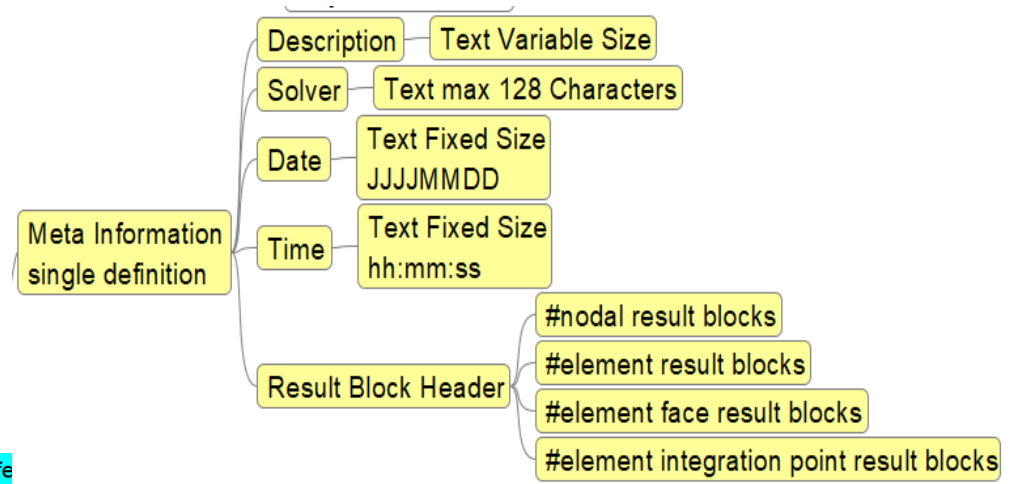 Description
Text Variable Size
Solver
Text max 128 Characters
Date
Text Fixed Size
JJJJMMDD
Meta Information
single definition
Time
Text Fixed Size
hh:mm:ss
Result Block Header
#nodal result blocks
#element result blocks
#element face result blocks
#element integration point result blocks
fe